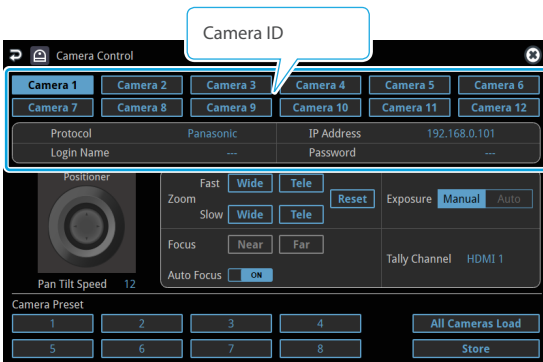 Camera ID
Camera Control
Camera 1 Camera 2 Camera 3 Camera 4 Camera 5 Camera 6
Camera 7 Camera 8 Camera 9 Camera 10 Camera 11 Camera 12
Protocol Panasonic IP Address 192.168.0.101
Login Name --- Password ---
Positioner
Fast Wide Tele
Zoom Reset Exposure Manual Auto
Slow Wide Tele
Focus Near Far
Tally Channel HDMI 1
Auto Focus ON
Pan Tilt Speed 12
Camera Preset
1 2 3 4 All Cameras Load
5 6 7 8 Store